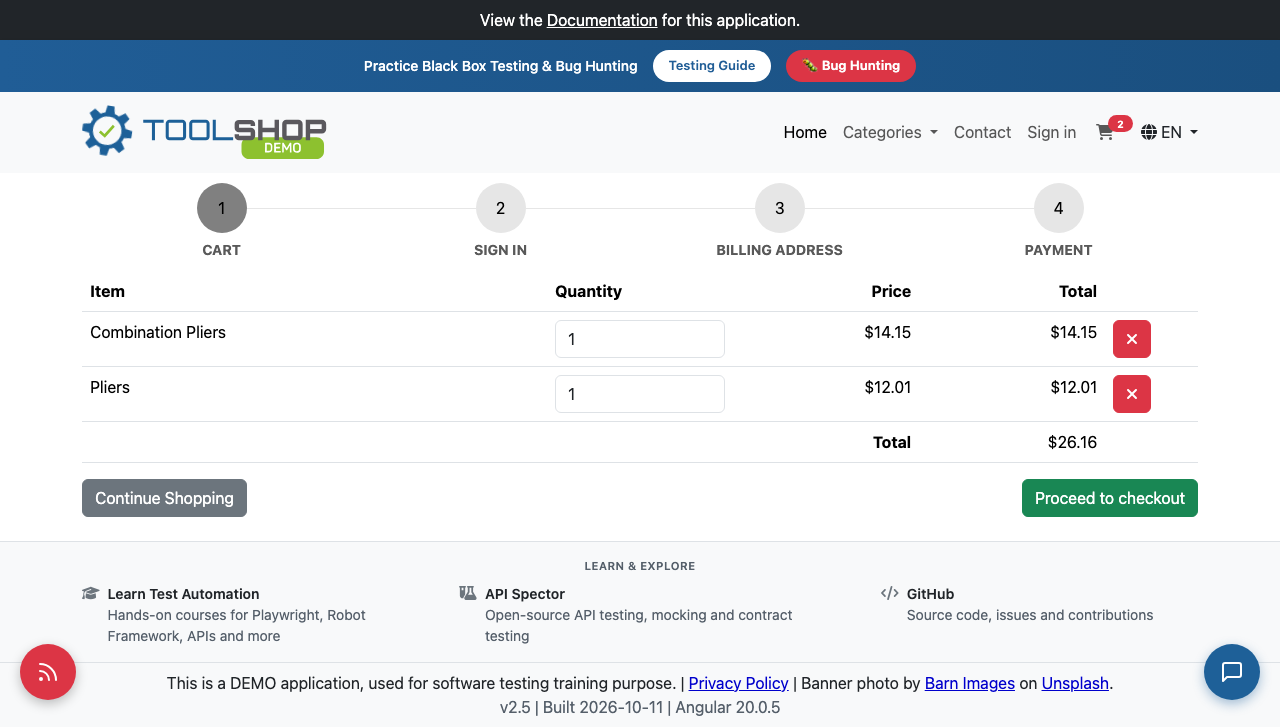 View the Documentation for this application.
Practice Black Box Testing & Bug Hunting Testing Guide Bug Hunting
TOOLSHOP
DEMO
Home Categories Contact Sign in 2 EN
1 2 3 4
CART SIGN IN BILLING ADDRESS PAYMENT
Item Quantity Price Total
Combination Pliers 1 $14.15 $14.15
Pliers 1 $12.01 $12.01
Total $26.16
Continue Shopping Proceed to checkout
LEARN & EXPLORE
Learn Test Automation
Hands-on courses for Playwright, Robot
Framework, APIs and more
API Spector
Open-source API testing, mocking and contract
testing
GitHub
Source code, issues and contributions
This is a DEMO application, used for software testing training purpose. | Privacy Policy | Banner photo by Barn Images on Unsplash.
v2.5 | Built 2026-10-11 | Angular 20.0.5